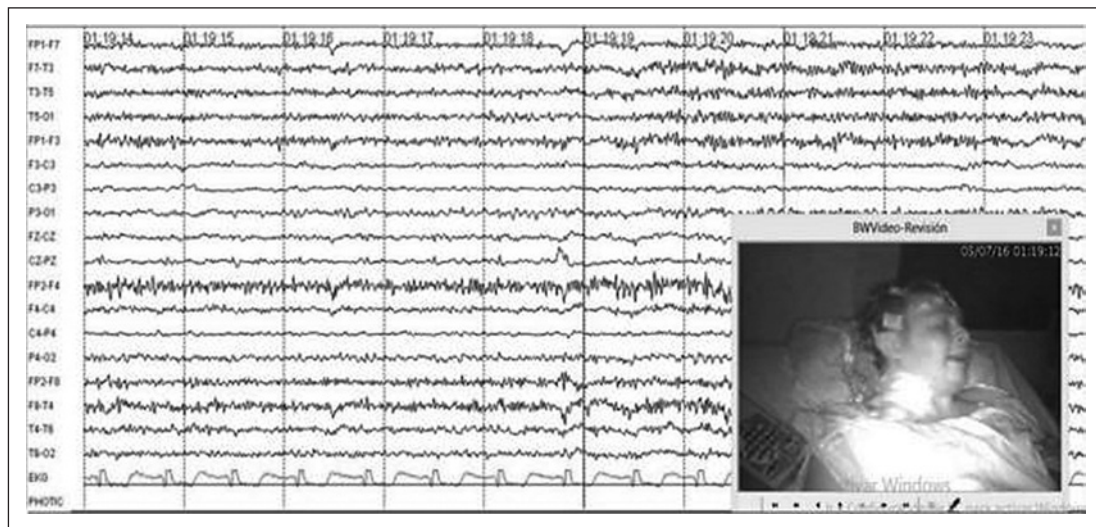 01:19:14 01:19:15 01:19:16 01:19:17 01:19:18 01:19:19 01:19:20 01:19:21 01:19:22 01:19:23
FP1-F7
F7-T3
T3-T5
T5-O1
FP1-F3
F3-C3
C3-P3
P3-O1
FZ-CZ
CZ-PZ
FP2-F4
F4-C4
C4-P4
P4-O2
FP2-F8
F8-T4
T4-T6
T6-O2
EKG
PHOTIC
BWVideo-Revisión
05/07/16 01:19:12
Windows
para activar Windows